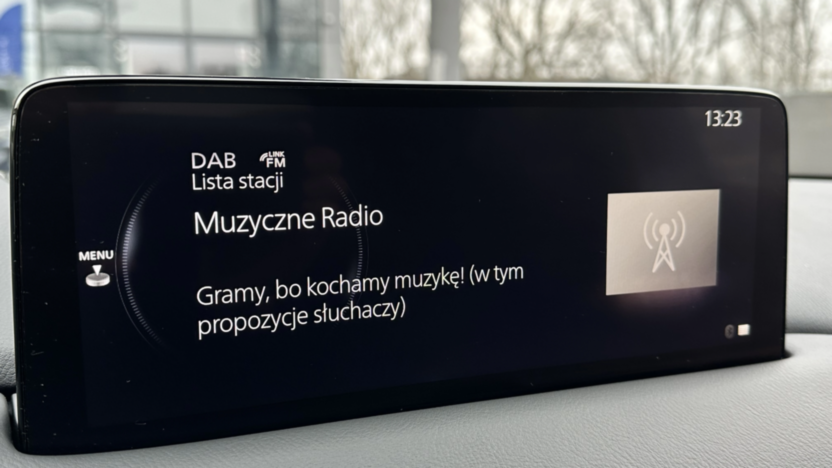 13:23
DAB LINK FM
Lista stacji
Muzyczne Radio
MENU
Gramy, bo kochamy muzykę! (w tym
propozycje słuchaczy)